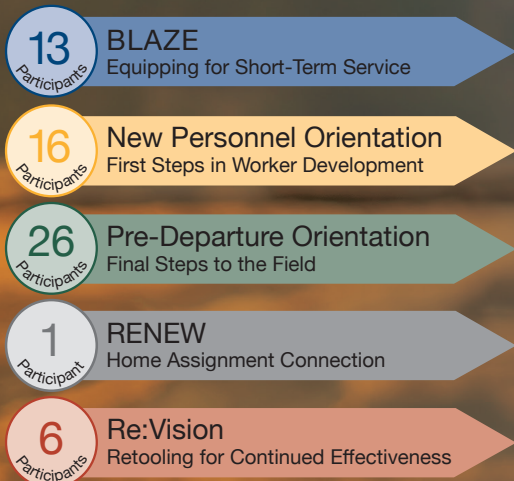 13
Participants
BLAZE
Equipping for Short-Term Service
16
Participants
New Personnel Orientation
First Steps in Worker Development
26
Participants
Pre-Departure Orientation
Final Steps to the Field
1
Participant
RENEW
Home Assignment Connection
6
Participants
Re:Vision
Retooling for Continued Effectiveness